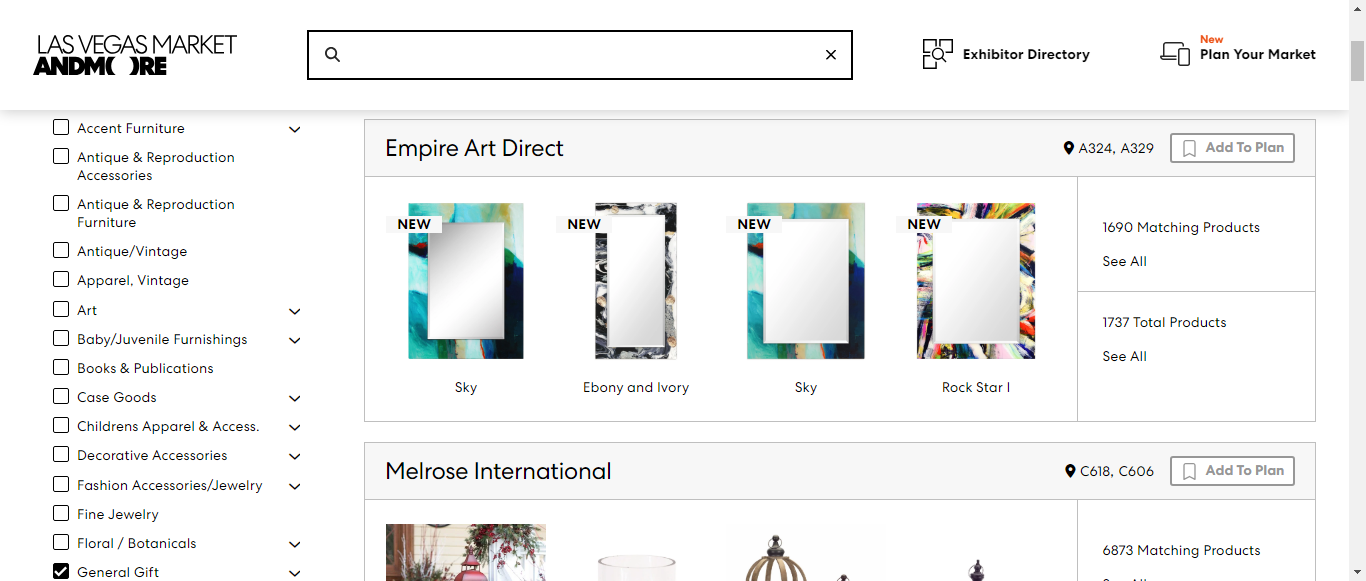 LAS VEGAS MARKET
ANDMORE
Exhibitor Directory
New
Plan Your Market
Accent Furniture
Antique & Reproduction
Accessories
Antique & Reproduction
Furniture
Antique/Vintage
Apparel, Vintage
Art
Baby/Juvenile Furnishings
Books & Publications
Case Goods
Childrens Apparel & Access.
Decorative Accessories
Fashion Accessories/Jewelry
Fine Jewelry
Floral / Botanicals
General Gift
Empire Art Direct
A324, A329
Add To Plan
NEW
NEW
NEW
NEW
Sky
Ebony and Ivory
Sky
Rock Star I
1690 Matching Products
See All
1737 Total Products
See All
Melrose International
C618, C606
Add To Plan
6873 Matching Products